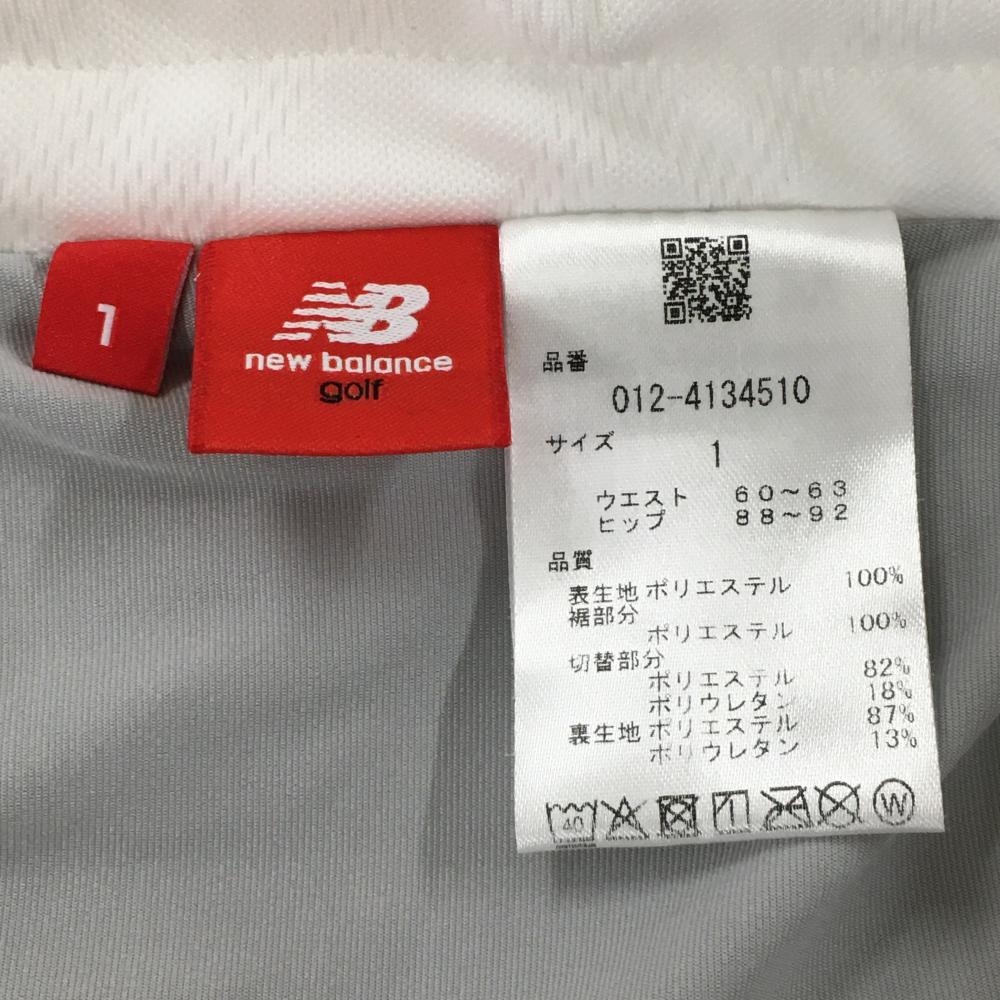 1
NB
new balance
golf
品番
012-4134510
サイズ
1
ウエスト 60～63
ヒップ 88～92
品質
表生地 ポリエステル 100%
裾部分
ポリエステル 100%
切替部分
ポリエステル 82%
ポリウレタン 18%
裏生地 ポリエステル 87%
ポリウレタン 13%
40
W